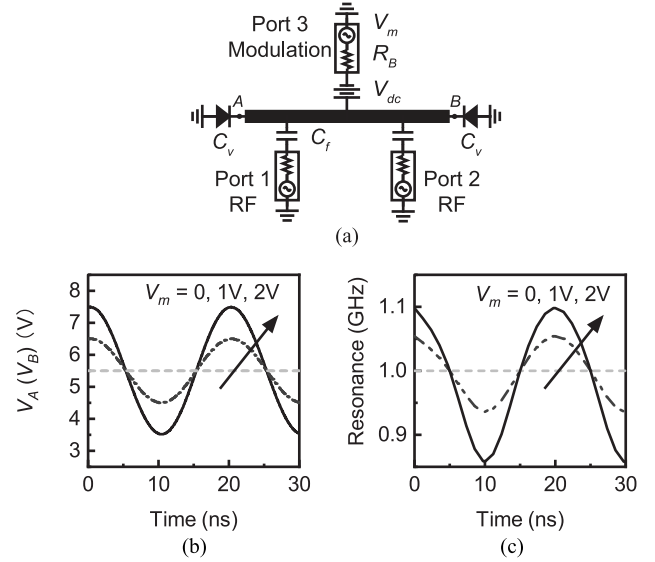 Port 3
Modulation
V_m
R_B
V_dc
A
B
C_v
C_f
C_v
Port 1
RF
Port 2
RF
(a)
V_m = 0, 1V, 2V
8
7
6
5
4
3
V_A (V_B) (V)
0
10
20
30
Time (ns)
(b)
V_m = 0, 1V, 2V
1.1
1.0
0.9
Resonance (GHz)
0
10
20
30
Time (ns)
(c)